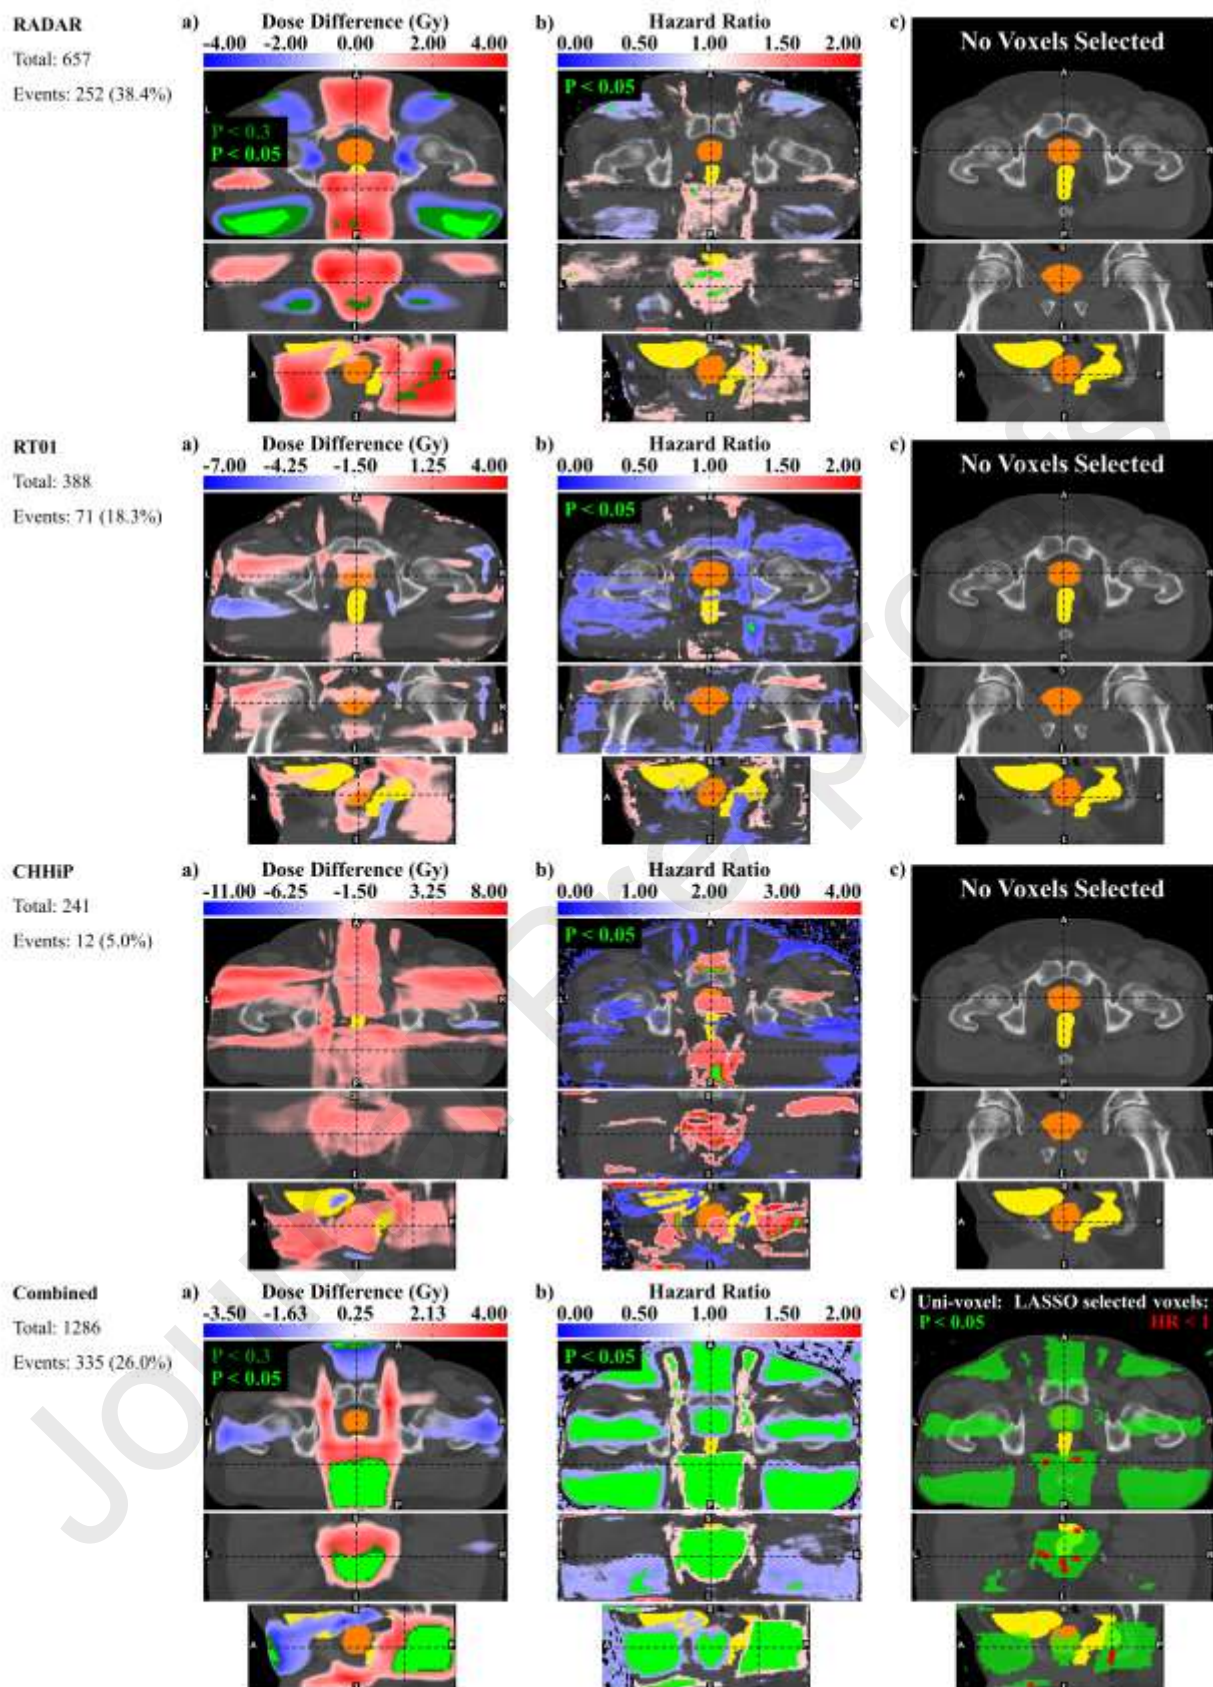 RADAR
Total: 657
Events: 252 (38.4%)
a) Dose Difference (Gy)
-4.00 -2.00 0.00 2.00 4.00
P < 0.3
P < 0.05
b) Hazard Ratio
0.00 0.50 1.00 1.50 2.00
P < 0.05
c) No Voxels Selected
RT01
Total: 388
Events: 71 (18.3%)
a) Dose Difference (Gy)
-7.00 -4.25 -1.50 1.25 4.00
b) Hazard Ratio
0.00 0.50 1.00 1.50 2.00
P < 0.05
c) No Voxels Selected
CHHiP
Total: 241
Events: 12 (5.0%)
a) Dose Difference (Gy)
-11.00 -6.25 -1.50 3.25 8.00
b) Hazard Ratio
0.00 1.00 2.00 3.00 4.00
P < 0.05
c) No Voxels Selected
Combined
Total: 1286
Events: 335 (26.0%)
a) Dose Difference (Gy)
-3.50 -1.63 0.25 2.13 4.00
P < 0.3
P < 0.05
b) Hazard Ratio
0.00 0.50 1.00 1.50 2.00
P < 0.05
c) Uni-voxel: LASSO selected voxels:
P < 0.05 HR < 1
Journal Pre-proofs